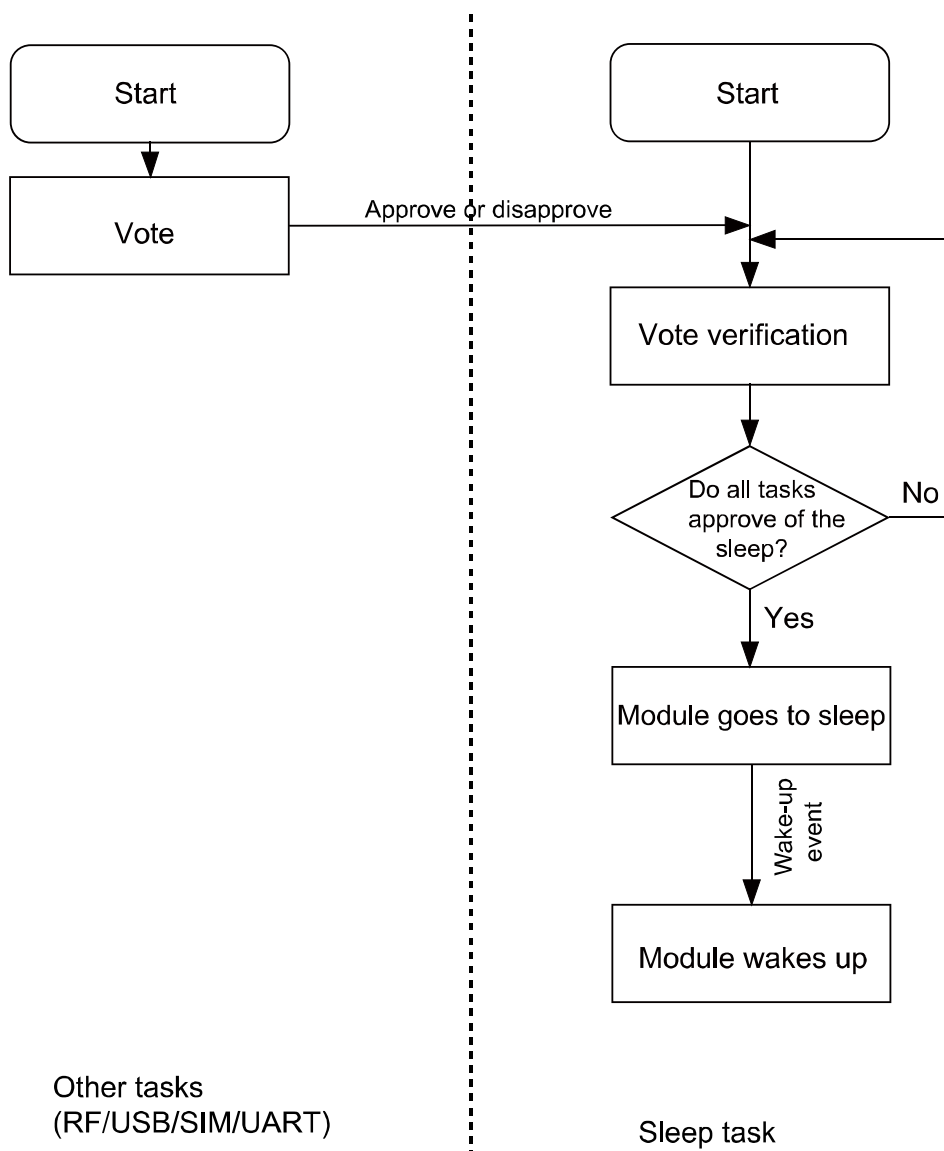 Start
Start
Approve or disapprove
Vote
Vote verification
Do all tasks
approve of the
sleep?
No
Yes
Module goes to sleep
Wake-up
event
Module wakes up
Other tasks
(RF/USB/SIM/UART)
Sleep task